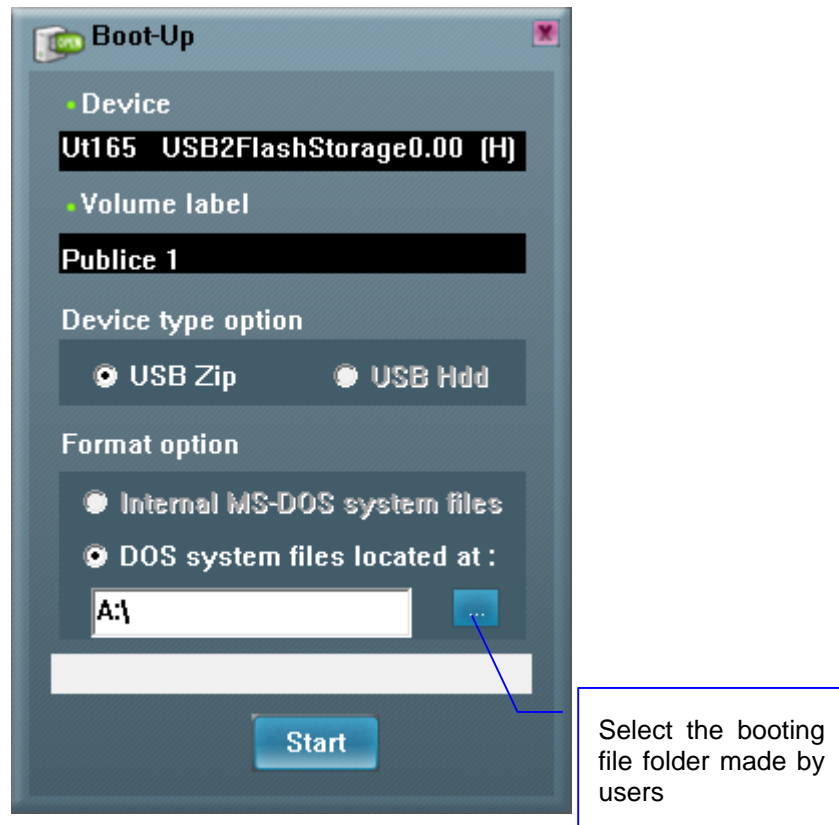 Boot-Up
Device
Ut165 USB2FlashStorage0.00 (H)
Volume label
Publice 1
Device type option
USB Zip
USB Hdd
Format option
Internal MS-DOS system files
DOS system files located at :
A:\
...
Start
Select the booting
file folder made by
users